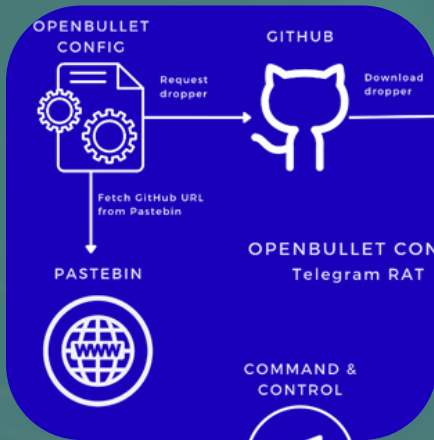 OPENBULLET
CONFIG
GITHUB
Request
dropper
Download
dropper
Fetch GitHub URL
from Pastebin
PASTEBIN
WWW
OPENBULLET CON
Telegram RAT
COMMAND &
CONTROL